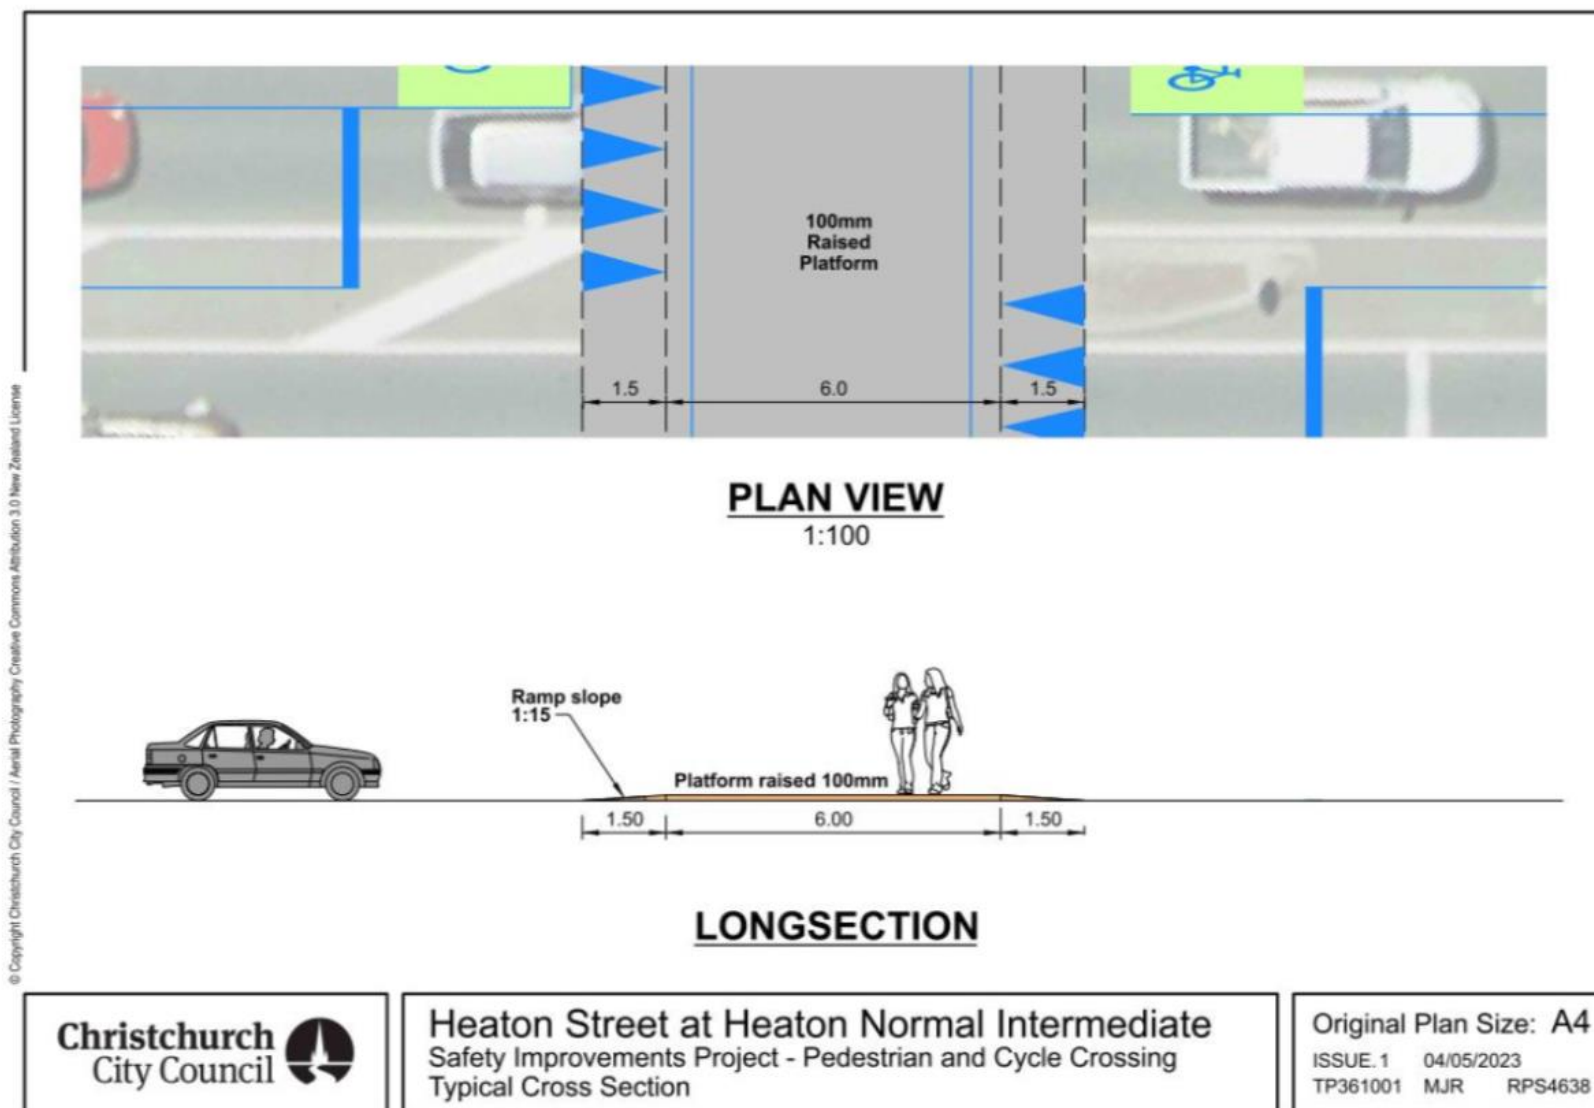 100mm
Raised
Platform
1.5
6.0
1.5
PLAN VIEW
1:100
Ramp slope
1:15
Platform raised 100mm
1.50
6.00
1.50
LONGSECTION
© Copyright Christchurch City Council / Aerial Photography Creative Commons Attribution 3.0 New Zealand License
Christchurch
City Council
Heaton Street at Heaton Normal Intermediate
Safety Improvements Project - Pedestrian and Cycle Crossing
Typical Cross Section
Original Plan Size: A4
ISSUE. 1 04/05/2023
TP361001 MJR RPS4638